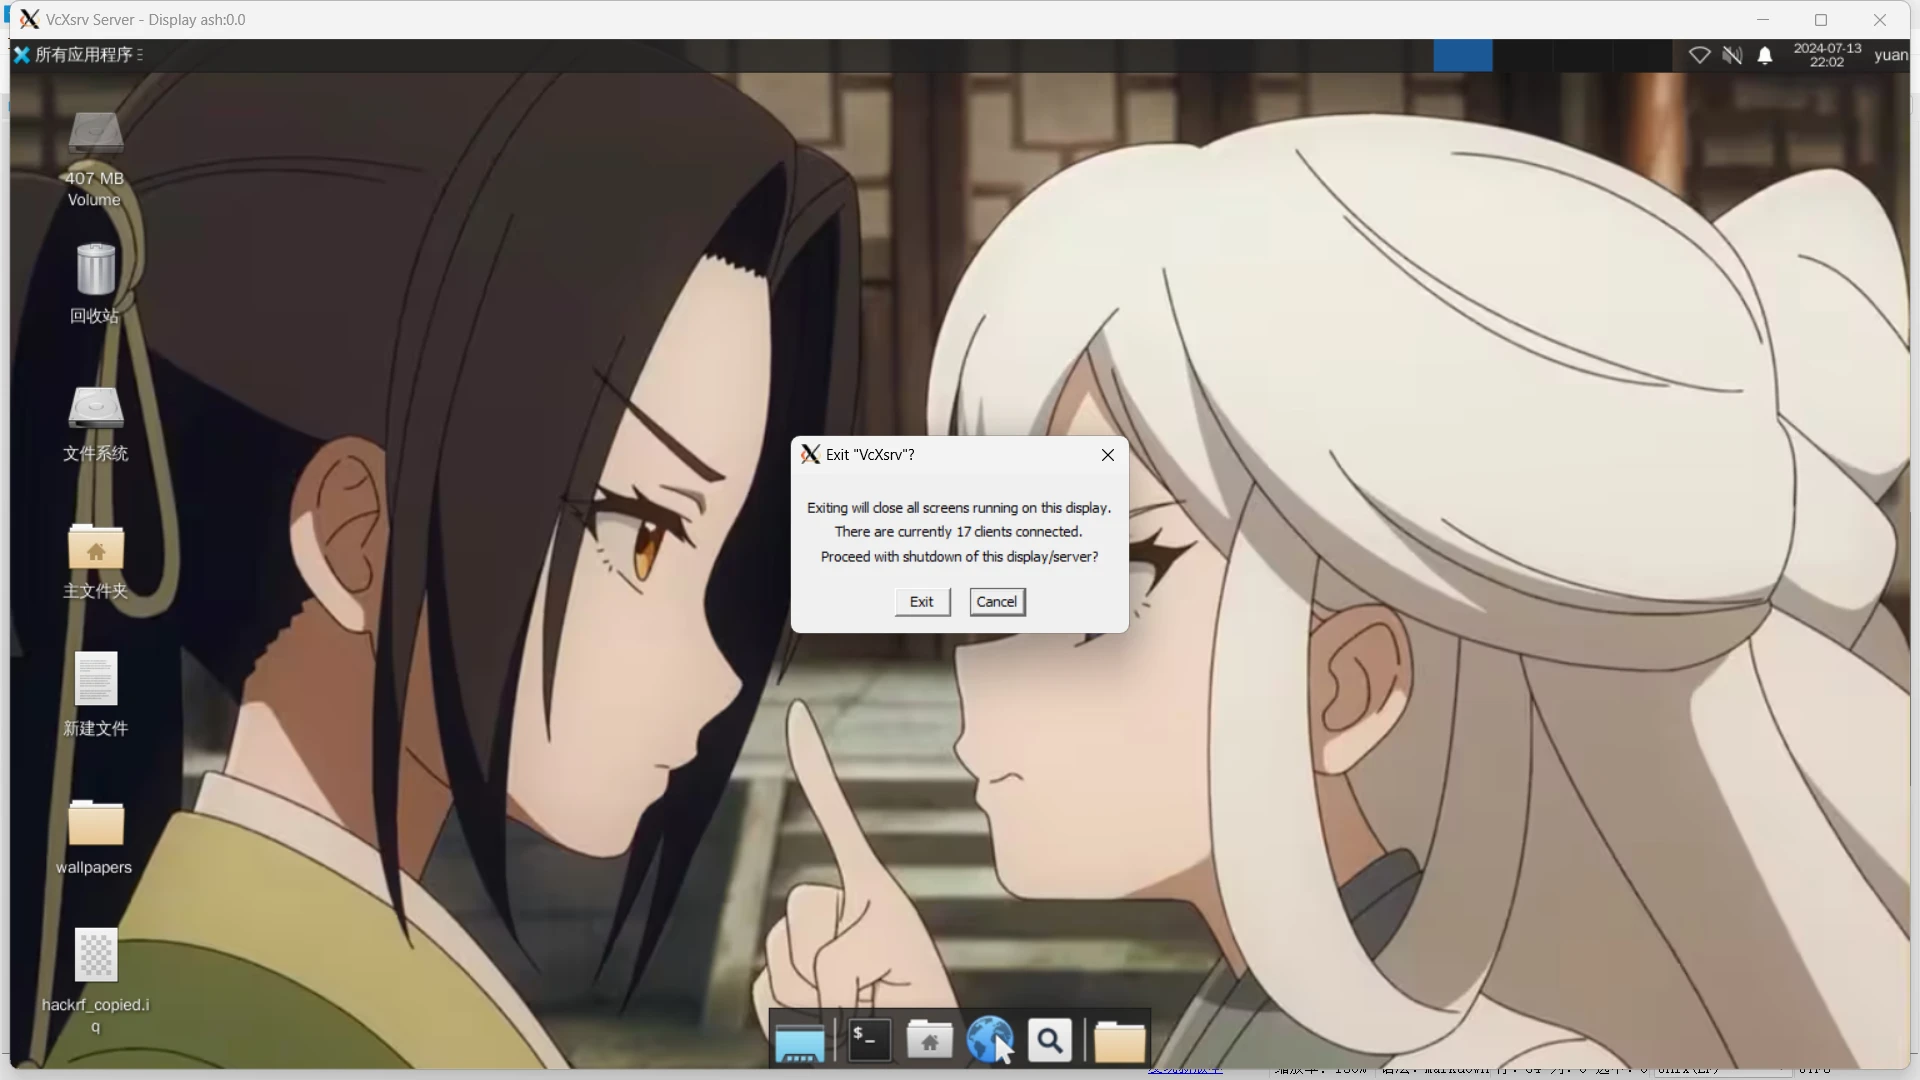 VcXsrv Server - Display ash:0.0
所有应用程序
2024-07-13
22:02
yuan
407 MB
Volume
回收站
文件系统
主文件夹
新建文件
wallpapers
hackrf_copied.i
q
Exit "VcXsrv"?
Exiting will close all screens running on this display.
There are currently 17 clients connected.
Proceed with shutdown of this display/server?
Exit
Cancel
$_